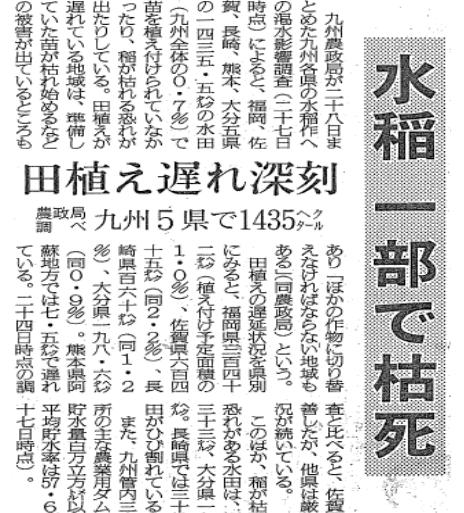 水稲 一部で枯死
田植え遅れ深刻
農政局調べ 九州5県で1435ヘクタール
九州農政局が二十八日ま
とめた九州各県の水稲作へ
の渇水影響調査(二十七日
時点)によると、福岡、佐
賀、長崎、熊本、大分五県
の一四三五・五㌶の水田
(九州全体の0・7%)で
苗を植え付けられていなか
ったり、稲が枯れる恐れが
出たりしている。田植えが
遅れている地域は、準備し
ていた苗が枯れ始めるなど
の被害が出ているところも
あり「ほかの作物に切り替
えなければならない地域も
ある」(同農政局)という。
田植えの遅延状況を県別
にみると、福岡県三百四十
二㌶(植え付け予定面積の
1・0%)、佐賀県六百四
十五㌶(同2・2%)、長
崎県百六十㌶(同1・2
%)、大分県一九八・六㌶
(同0・9%)。熊本県阿
蘇地方では七・五㌶で遅れ
ている。二十四日時点の調
査と比べると、佐賀
善したが、他県は厳
況が続いている。
このほか、稲が枯
恐れがある水田は、
三十三㌶、大分県一
㌶。長崎県では三十
田がひび割れている
また、九州管内三
所の主な農業用ダム
貯水量百万立方㍍以
平均貯水率は57・6
十七日時点)。